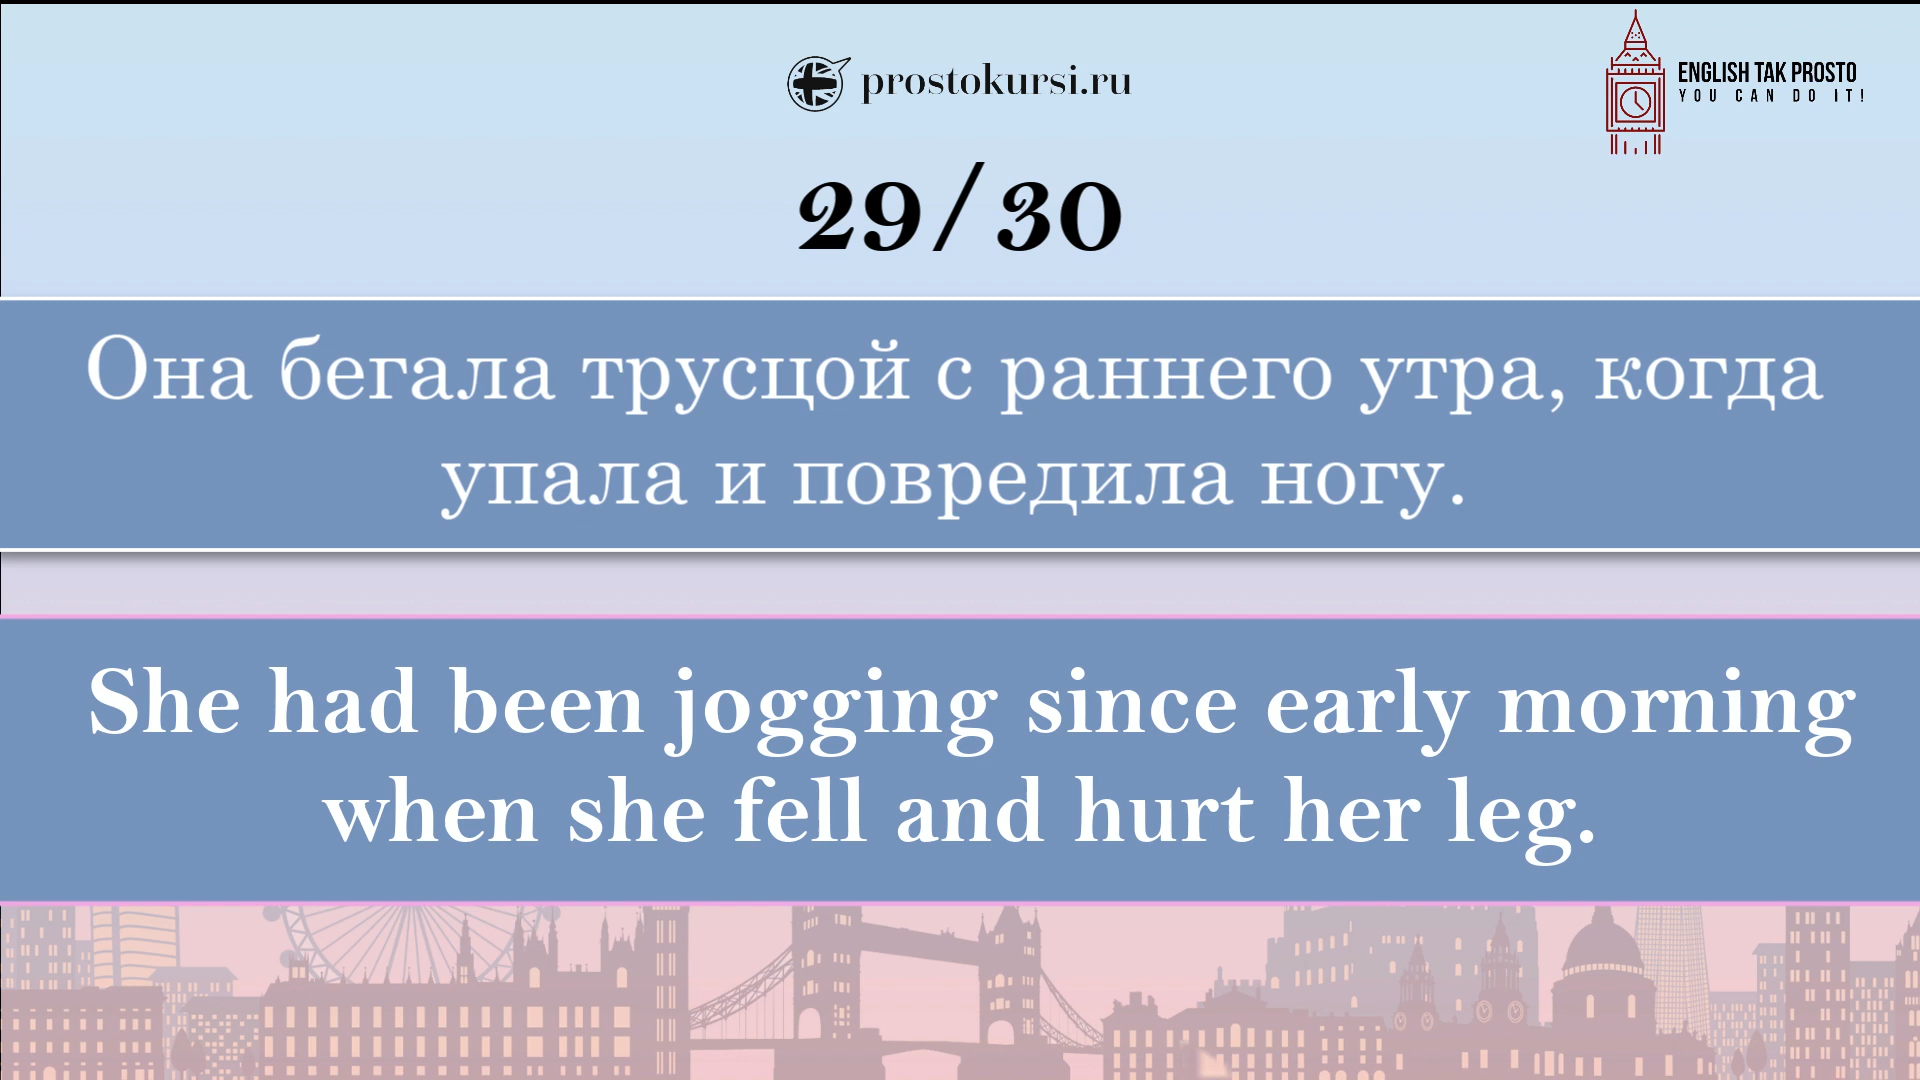 prostokursi.ru
ENGLISH TAK PROSTO
YOU CAN DO IT!
29/30
Она бегала трусцой с раннего утра, когда
упала и повредила ногу.
She had been jogging since early morning
when she fell and hurt her leg.